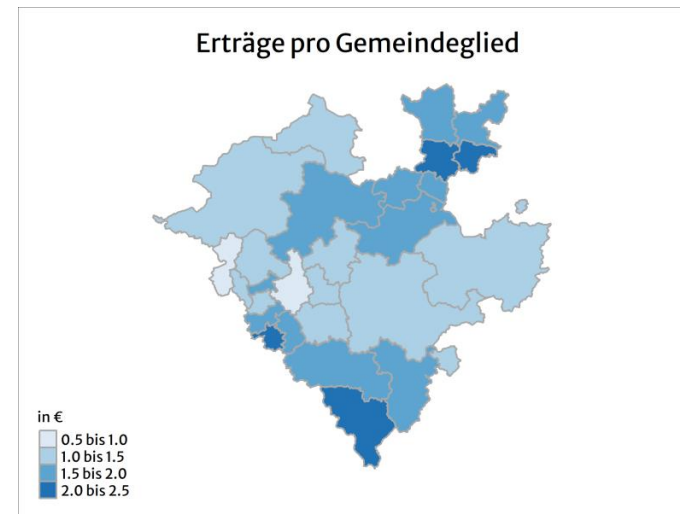 Erträge pro Gemeindeglied
in €
0.5 bis 1.0
1.0 bis 1.5
1.5 bis 2.0
2.0 bis 2.5